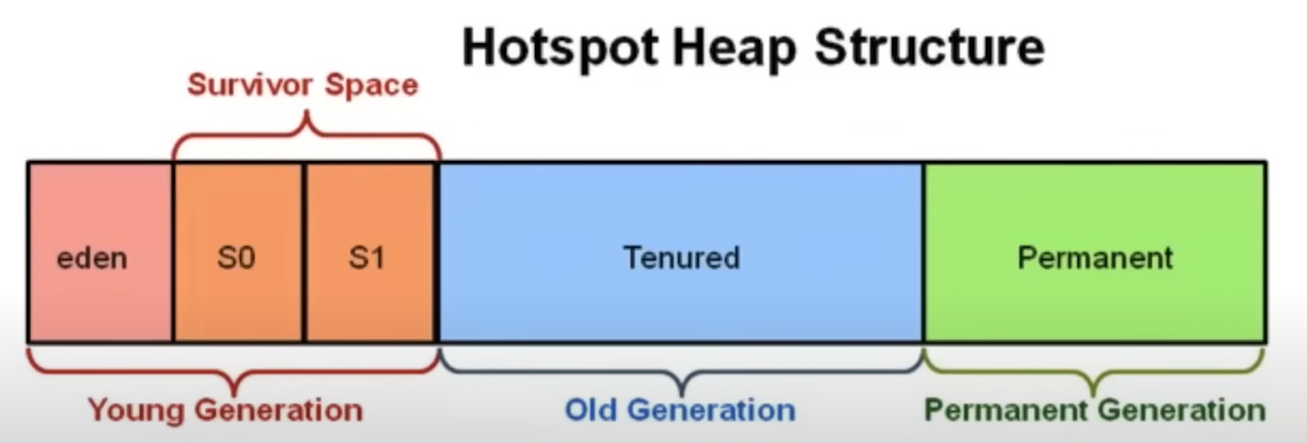 Hotspot Heap Structure
Survivor Space
eden
S0
S1
Tenured
Permanent
Young Generation
Old Generation
Permanent Generation